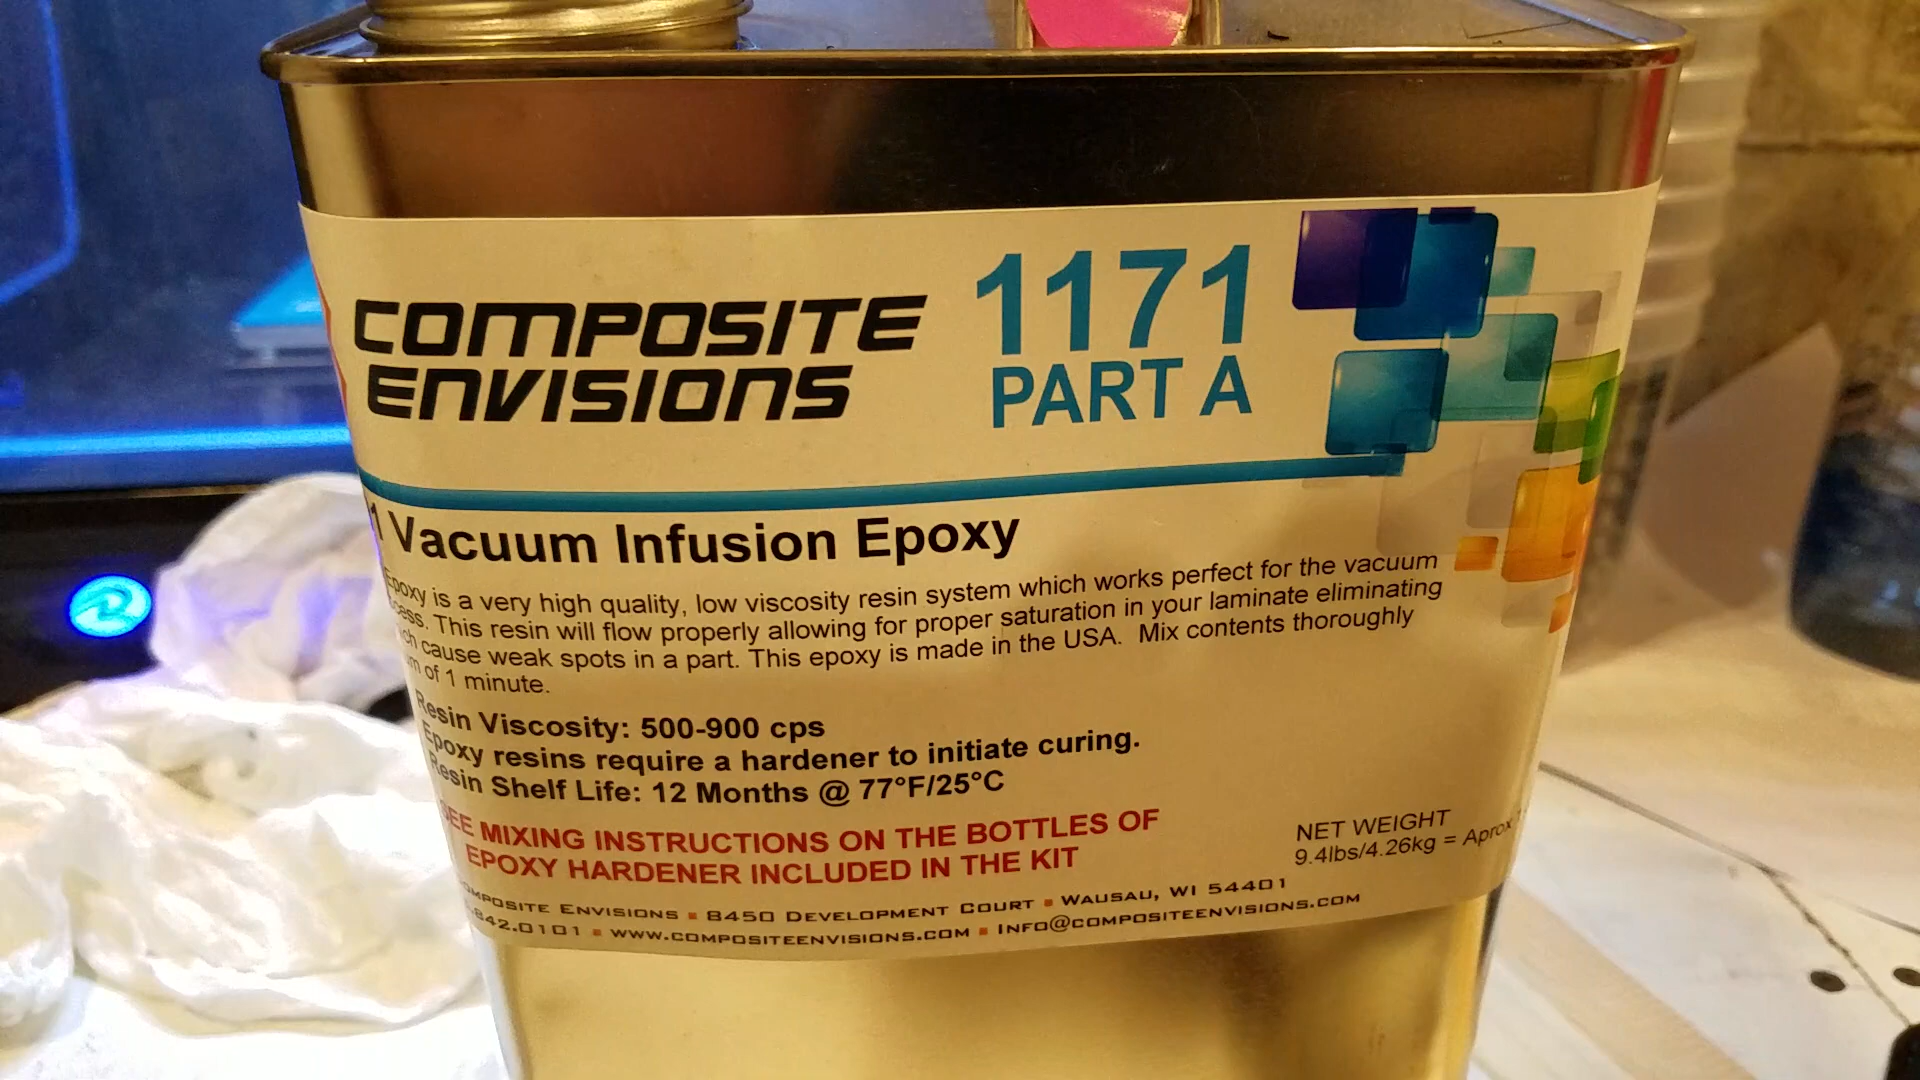 COMPOSITE
ENVISIONS
1171
PART A
Vacuum Infusion Epoxy
Epoxy is a very high quality, low viscosity resin system which works perfect for the vacuum
This resin will flow properly allowing for proper saturation in your laminate eliminating
cause weak spots in a part. This epoxy is made in the USA. Mix contents thoroughly
of 1 minute.
Resin Viscosity: 500-900 cps
Epoxy resins require a hardener to initiate curing.
Resin Shelf Life: 12 Months @ 77°F/25°C
SEE MIXING INSTRUCTIONS ON THE BOTTLES OF
EPOXY HARDENER INCLUDED IN THE KIT
NET WEIGHT
9.4lbs/4.26kg = Aprox
COMPOSITE ENVISIONS ▪ 8450 DEVELOPMENT COURT ▪ WAUSAU, WI 54401
842.0101 ▪ WWW.COMPOSITEENVISIONS.COM ▪ INFO@COMPOSITEENVISIONS.COM